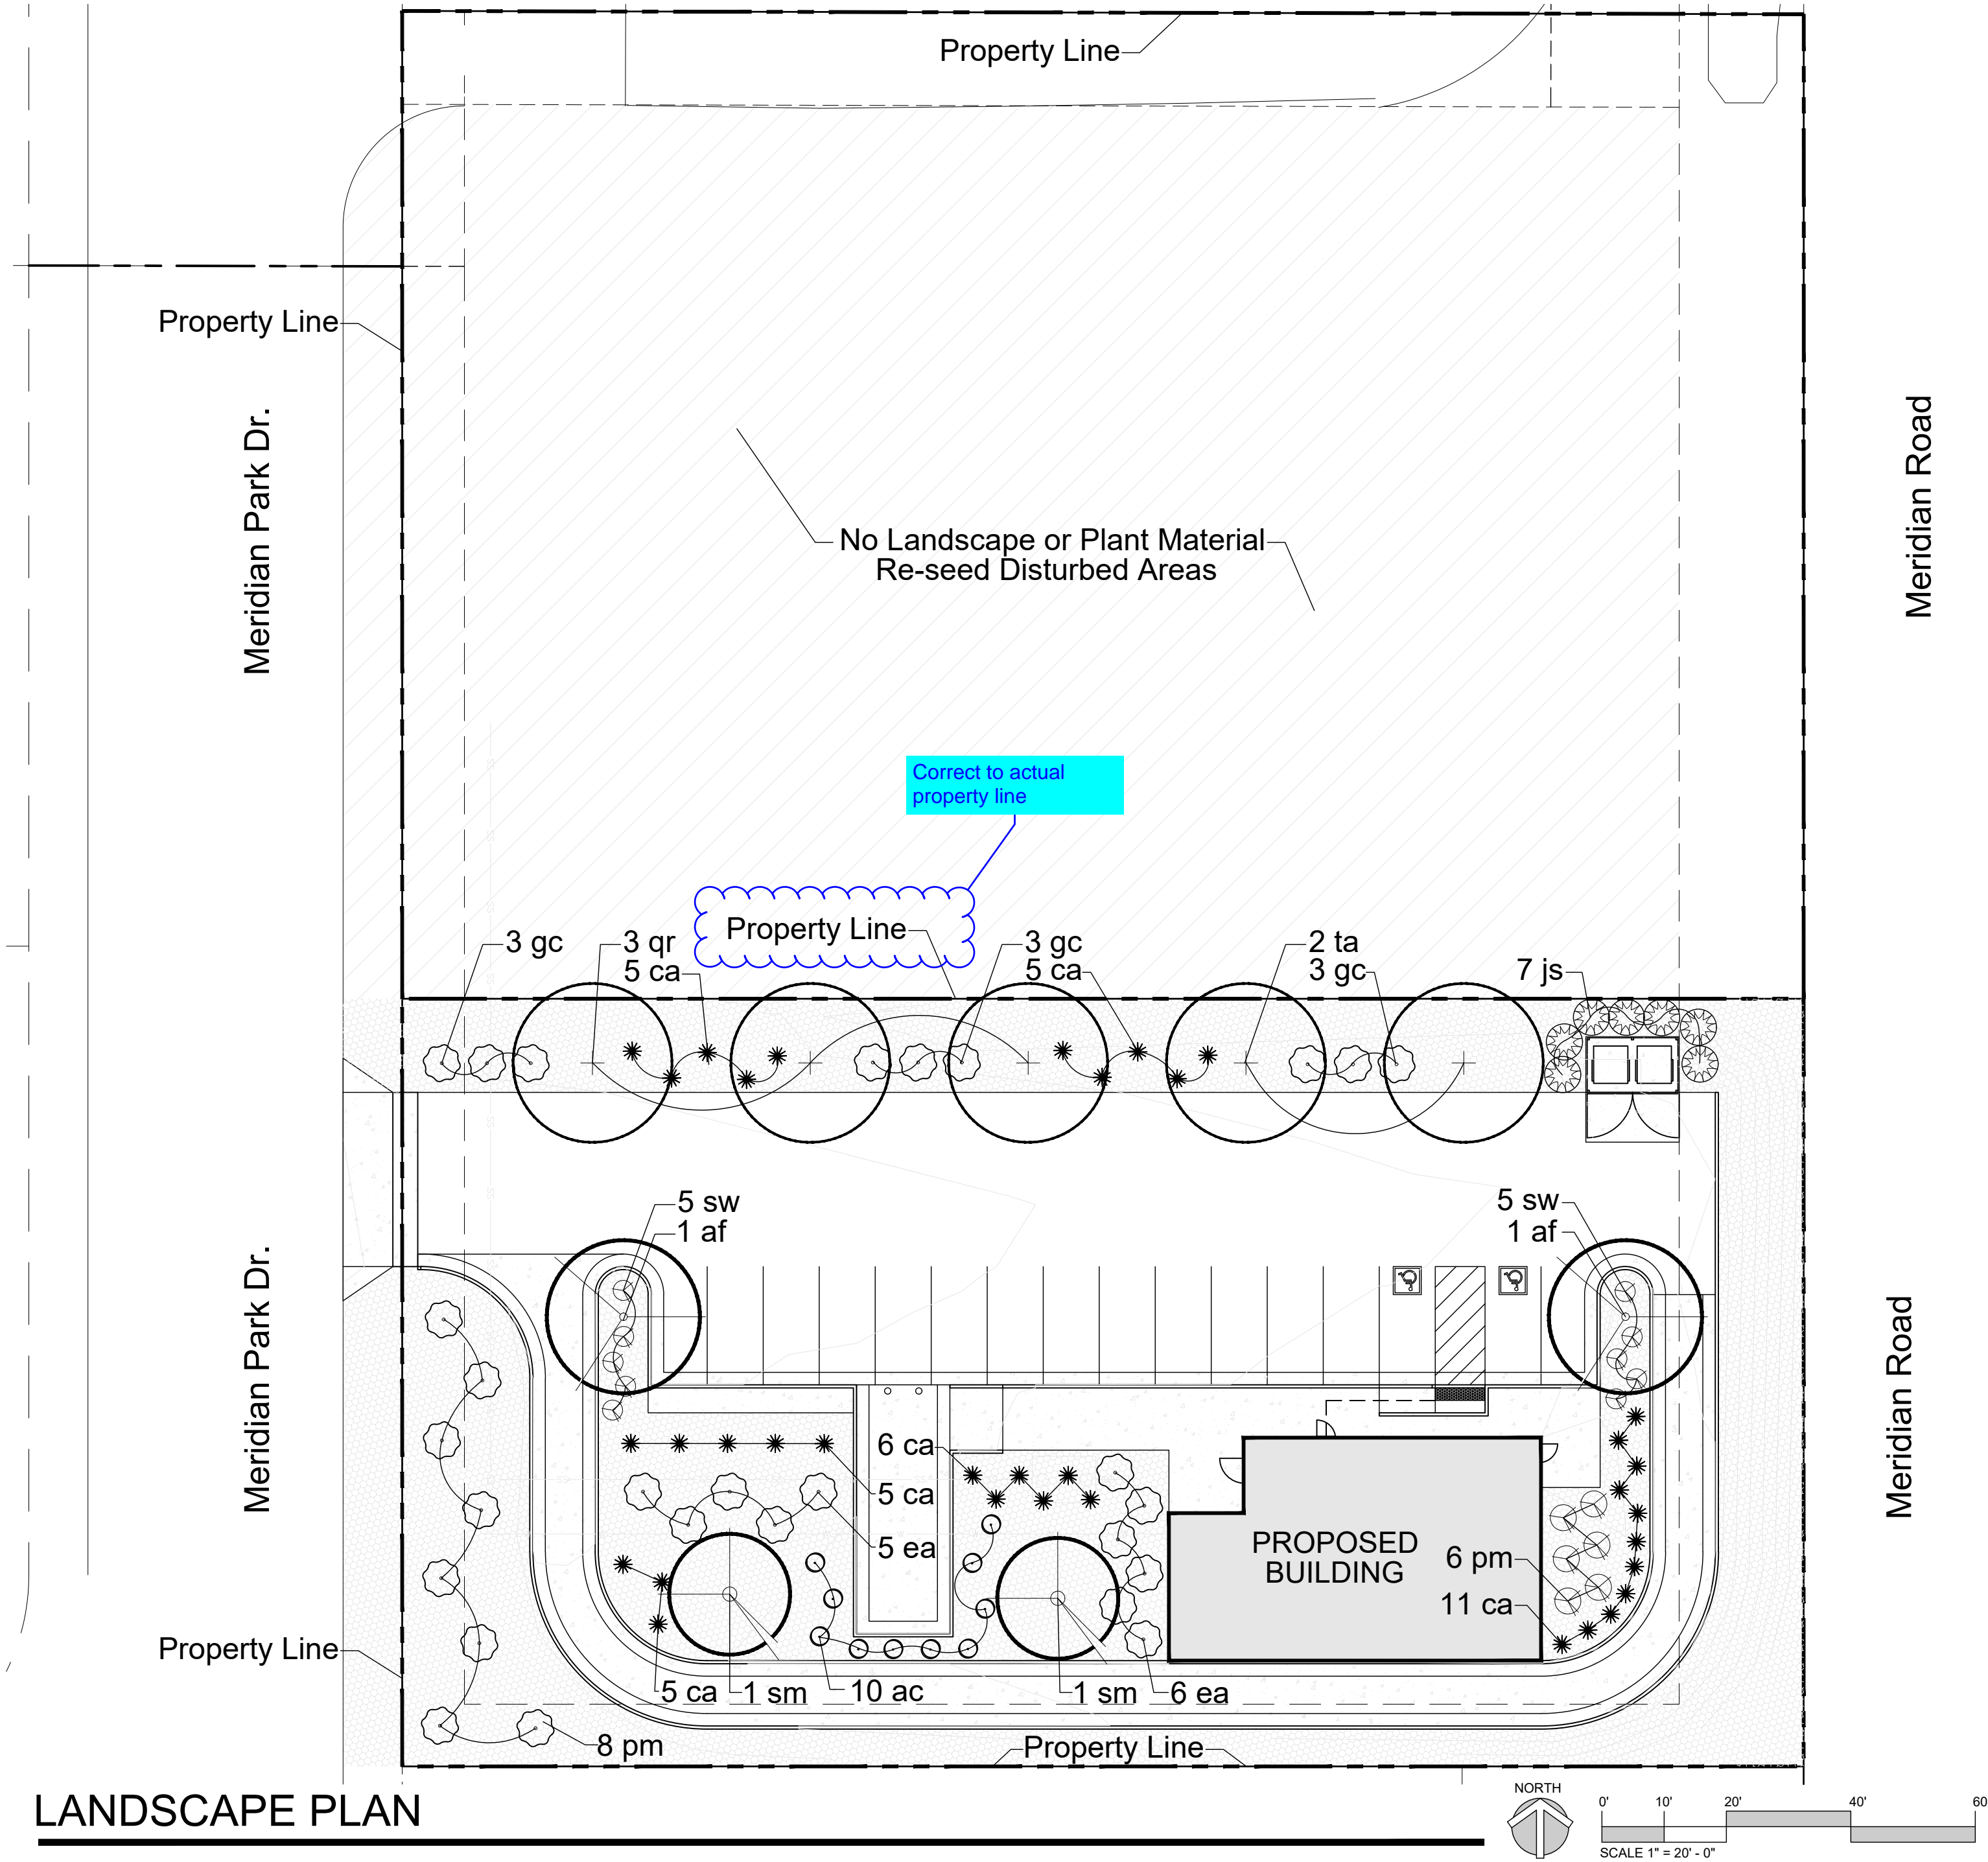 Property Line
Property Line
Meridian Park Dr.
Meridian Road
No Landscape or Plant Material
Re-seed Disturbed Areas
Correct to actual
property line
Property Line
3 gc
3 qr
5 ca
3 gc
5 ca
2 ta
3 gc
7 js
5 sw
1 af
5 sw
1 af
Meridian Park Dr.
Meridian Road
6 ca
5 ca
5 ea
PROPOSED
BUILDING
6 pm
11 ca
Property Line
5 ca
1 sm
10 ac
1 sm
6 ea
8 pm
Property Line
LANDSCAPE PLAN
NORTH
0'
10'
20'
40'
60
SCALE 1" = 20' - 0"